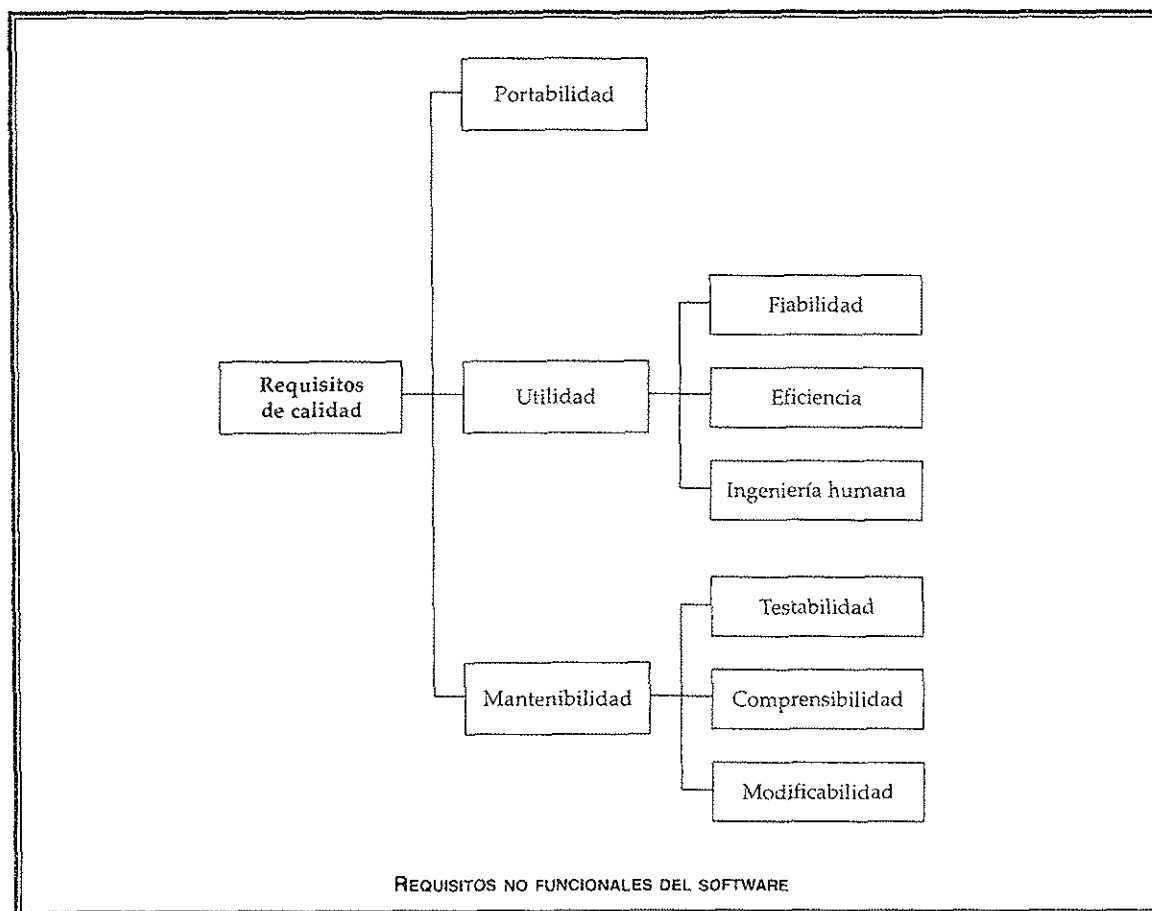 Portabilidad
Fiabilidad
Requisitos
de calidad
Utilidad
Eficiencia
Ingeniería humana
Testabilidad
Mantenibilidad
Comprensibilidad
Modificabilidad
REQUISITOS NO FUNCIONALES DEL SOFTWARE